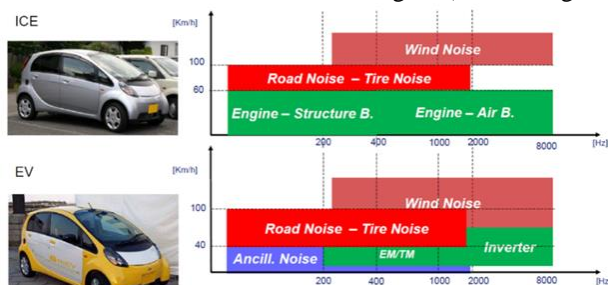 ICE
[Km/h]
Wind Noise
100
Road Noise – Tire Noise
60
Engine – Structure B. Engine – Air B.
200 400 1000 2000 8000 [Hz]
EV
[Km/h]
Wind Noise
100
Road Noise – Tire Noise
40
Inverter
Ancill. Noise
EM/TM
200 400 1000 2000 8000 [Hz]